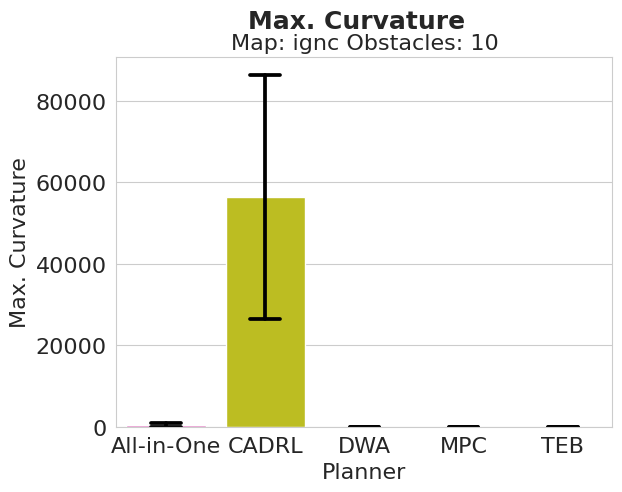 Max. Curvature
Map: ignc Obstacles: 10
80000
60000
40000
20000
0
Max. Curvature
All-in-One CADRL DWA MPC TEB
Planner